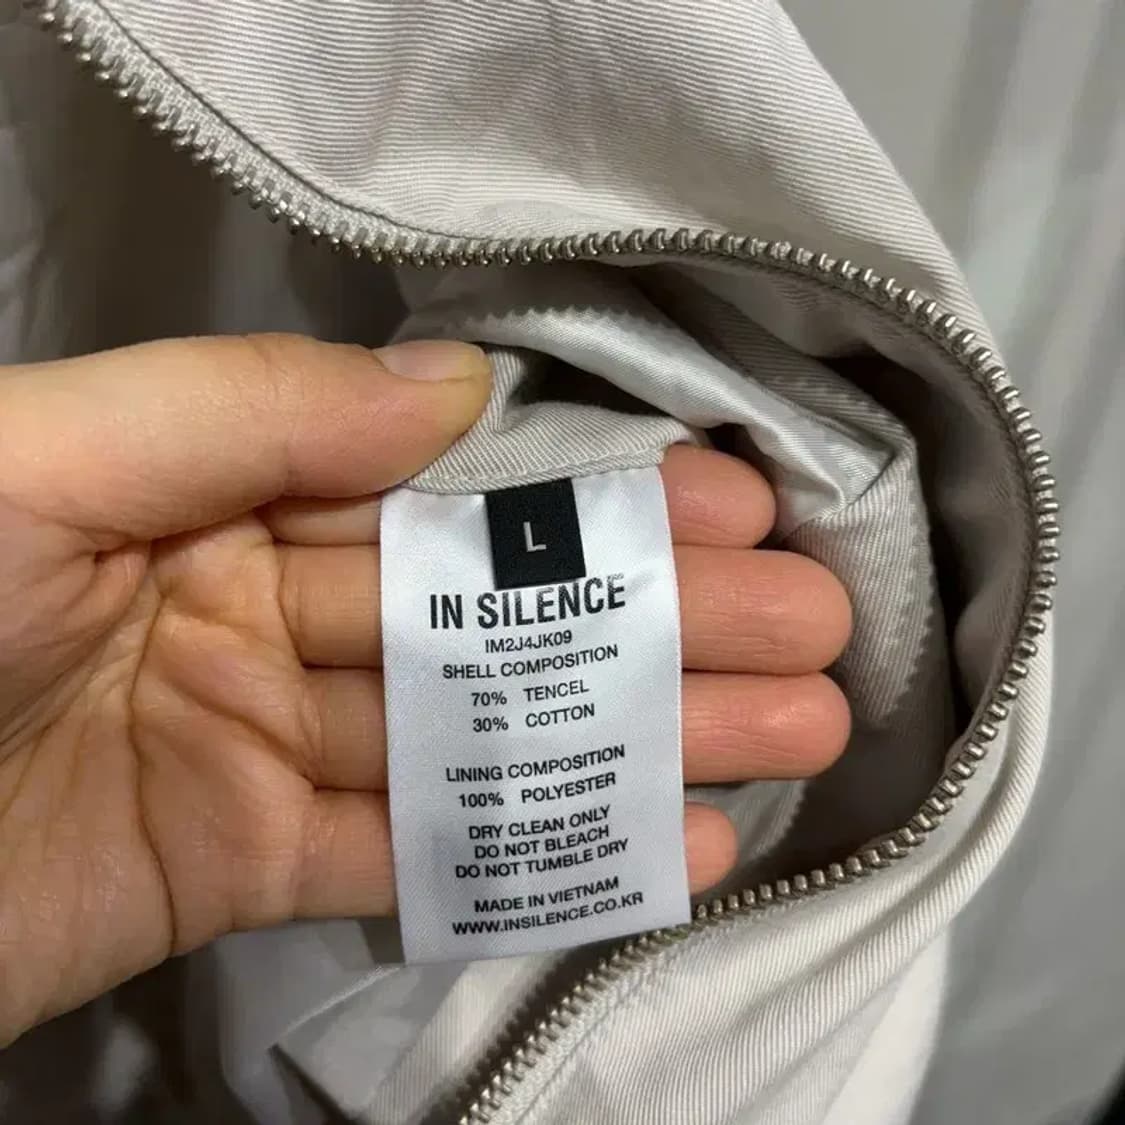 L
IN SILENCE
IM2J4JK09
SHELL COMPOSITION
70% TENCEL
30% COTTON
LINING COMPOSITION
100% POLYESTER
DRY CLEAN ONLY
DO NOT BLEACH
DO NOT TUMBLE DRY
MADE IN VIETNAM
WWW.INSILENCE.CO.KR